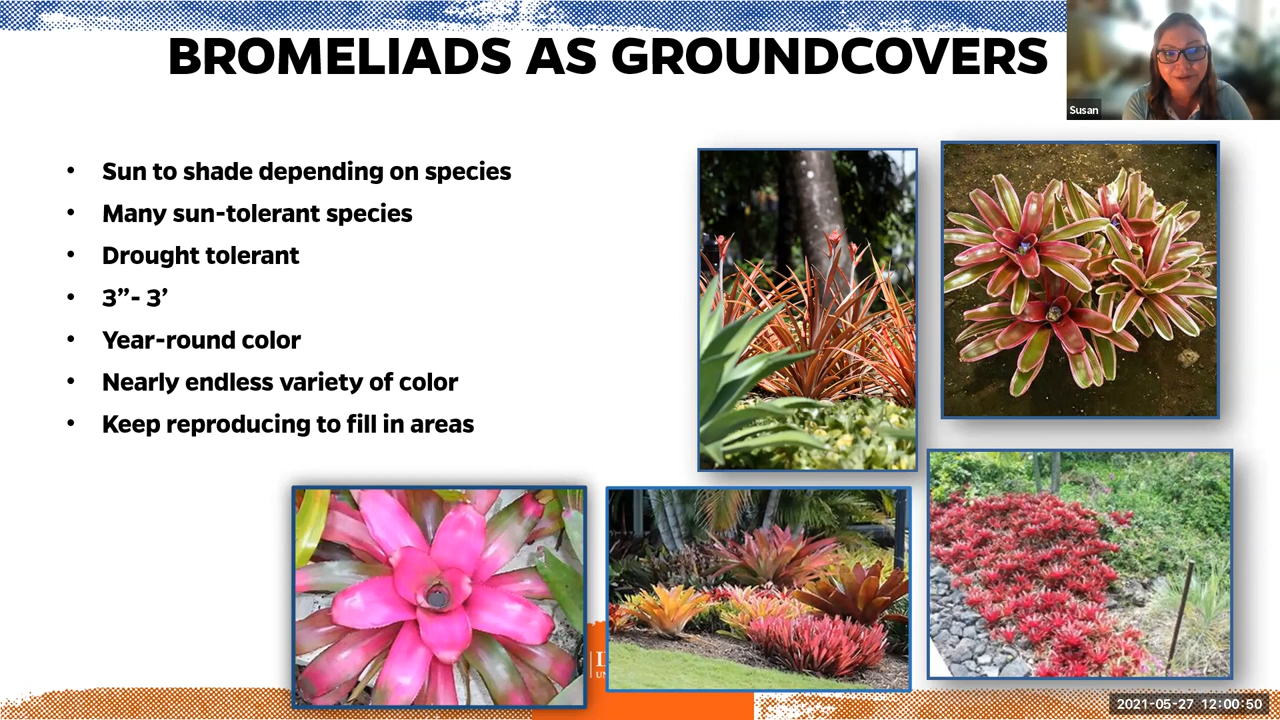 BROMELIADS AS GROUNDCOVERS
Susan
• Sun to shade depending on species
• Many sun-tolerant species
• Drought tolerant
• 3”- 3’
• Year-round color
• Nearly endless variety of color
• Keep reproducing to fill in areas
2021-05-27 12:00:50